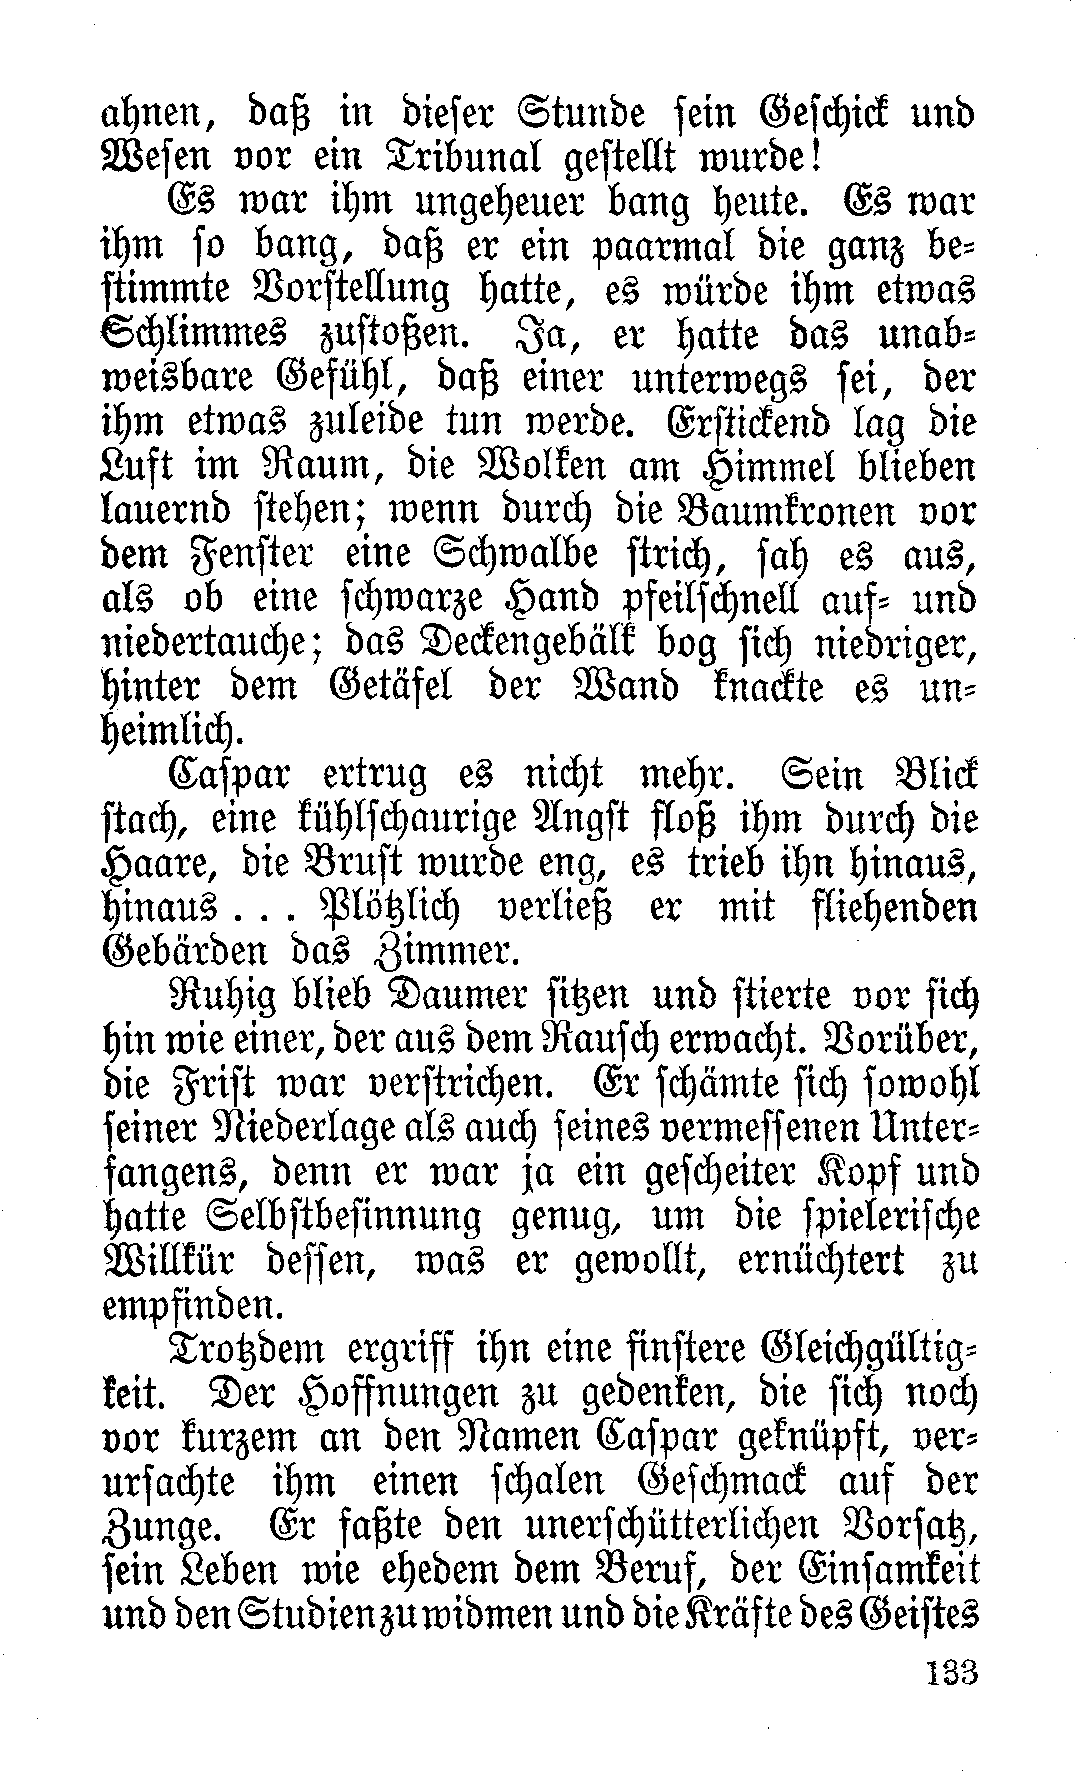 ahnen, daß in dieser Stunde sein Geschick und
Wesen vor ein Tribunal gestellt wurde!
Es war ihm ungeheuer bang heute. Es war
ihm so bang, daß er ein paarmal die ganz be-
stimmte Vorstellung hatte, es würde ihm etwas
Schlimmes zustoßen. Ja, er hatte das unab-
weisbare Gefühl, daß einer unterwegs sei, der
ihm etwas zuleide tun werde. Erstickend lag die
Luft im Raum, die Wolken am Himmel blieben
lauernd stehen; wenn durch die Baumkronen vor
dem Fenster eine Schwalbe strich, sah es aus,
als ob eine schwarze Hand pfeilschnell auf- und
niedertauche; das Deckengebälk bog sich niedriger,
hinter dem Getäfel der Wand knackte es un-
heimlich.
Caspar ertrug es nicht mehr. Sein Blick
stach, eine kühlschaurige Angst floß ihm durch die
Haare, die Brust wurde eng, es trieb ihn hinaus,
hinaus . . . Plötzlich verließ er mit fliehenden
Gebärden das Zimmer.
Ruhig blieb Daumer sitzen und stierte vor sich
hin wie einer, der aus dem Rausch erwacht. Vorüber,
die Frist war verstrichen. Er schämte sich sowohl
seiner Niederlage als auch seines vermessenen Unter-
fangens, denn er war ja ein gescheiter Kopf und
hatte Selbstbesinnung genug, um die spielerische
Willkür dessen, was er gewollt, ernüchtert zu
empfinden.
Trotzdem ergriff ihn eine finstere Gleichgültig-
keit. Der Hoffnungen zu gedenken, die sich noch
vor kurzem an den Namen Caspar geknüpft, ver-
ursachte ihm einen schalen Geschmack auf der
Zunge. Er faßte den unerschütterlichen Vorsatz,
sein Leben wie ehedem dem Beruf, der Einsamkeit
und den Studien zu widmen und die Kräfte des Geistes
133